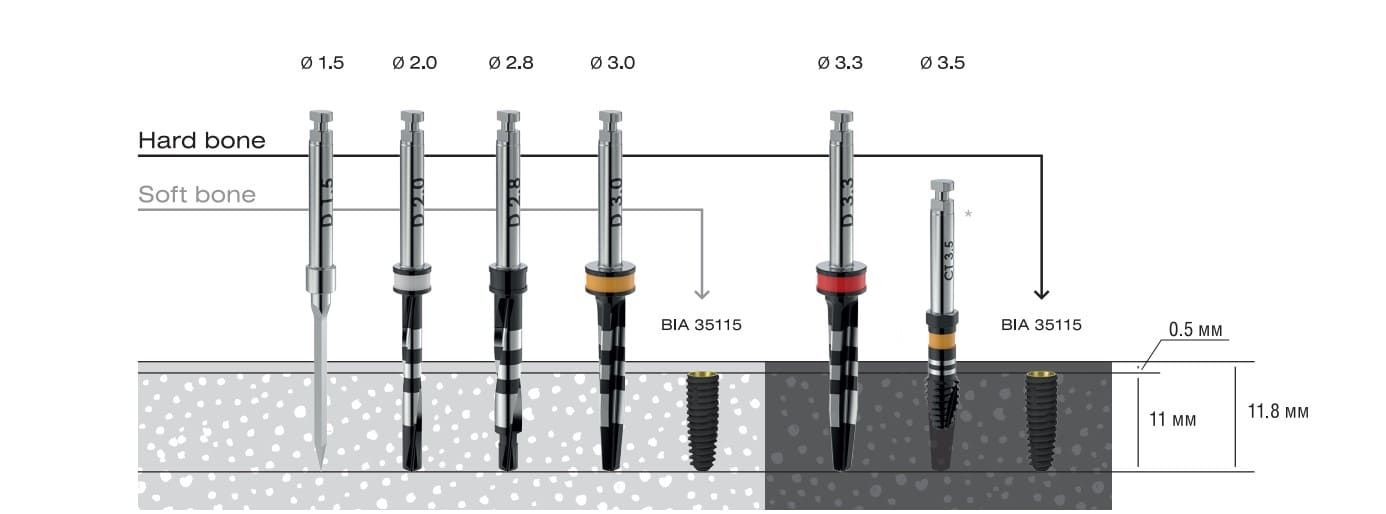 Ø 1.5
Ø 2.0
Ø 2.8
Ø 3.0
Ø 3.3
Ø 3.5
Hard bone
Soft bone
D 1.5
D 2.0
D 2.8
D 3.0
D 3.3
CT 3.5
*
BIA 35115
BIA 35115
0.5 мм
11 мм
11.8 мм